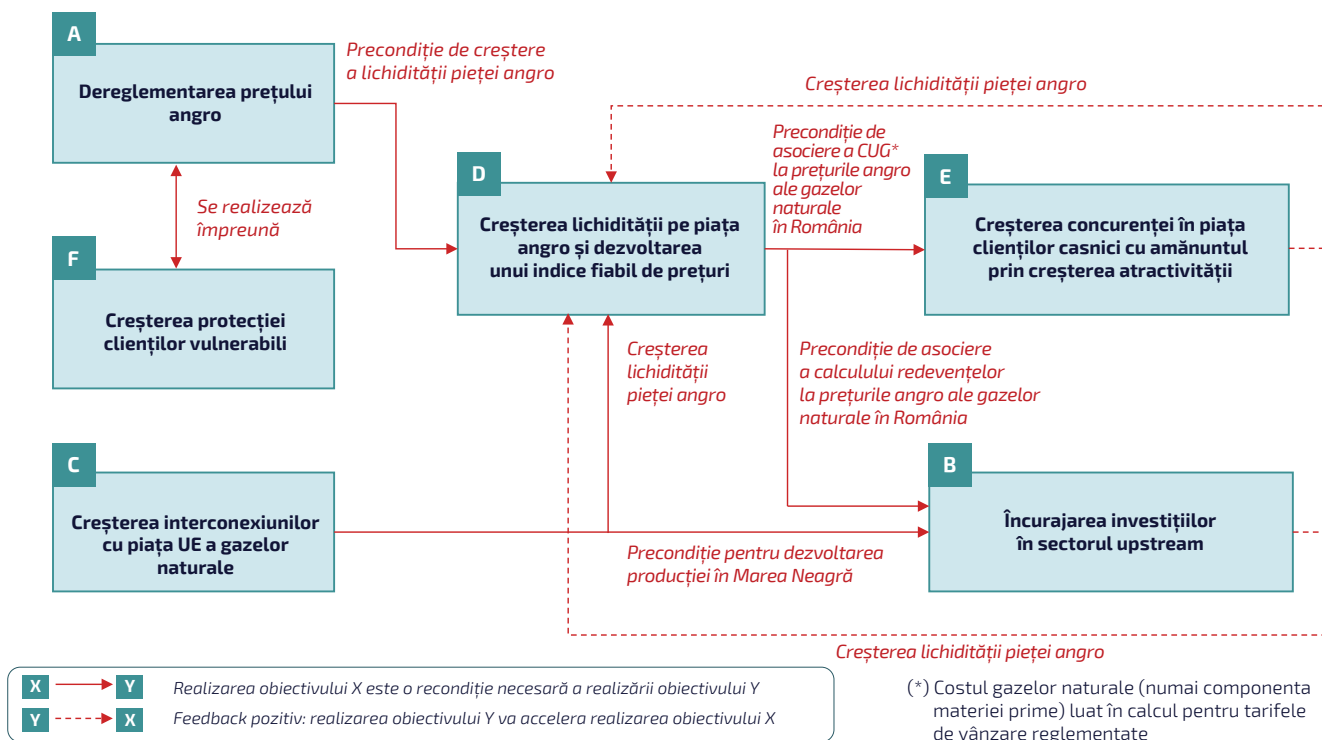 A
Dereglementarea prețului
angro
Precondiție de creștere
a lichidității pieței angro
Creșterea lichidității pieței angro
Se realizează
împreună
F
Creșterea protecției
clienților vulnerabili
D
Creșterea lichidității pe piața
angro și dezvoltarea
unui indice fiabil de prețuri
Precondiție de
asociere a CUG*
la prețurile angro
ale gazelor
naturale
în România
E
Creșterea concurenței în piața
clienților casnici cu amănuntul
prin creșterea atractivității
Creșterea
lichidității
pieței angro
Precondiție de asociere
a calculului redevențelor
la prețurile angro ale gazelor
naturale în România
C
Creșterea interconexiunilor
cu piața UE a gazelor
naturale
B
Încurajarea investițiilor
în sectorul upstream
Precondiție pentru dezvoltarea
producției în Marea Neagră
Creșterea lichidității pieței angro
X Y Realizarea obiectivului X este o recondiție necesară a realizării obiectivului Y
Y X Feedback pozitiv: realizarea obiectivului Y va accelera realizarea obiectivului X
(*) Costul gazelor naturale (numai componenta
materiei prime) luat în calcul pentru tarifele
de vânzare reglementate